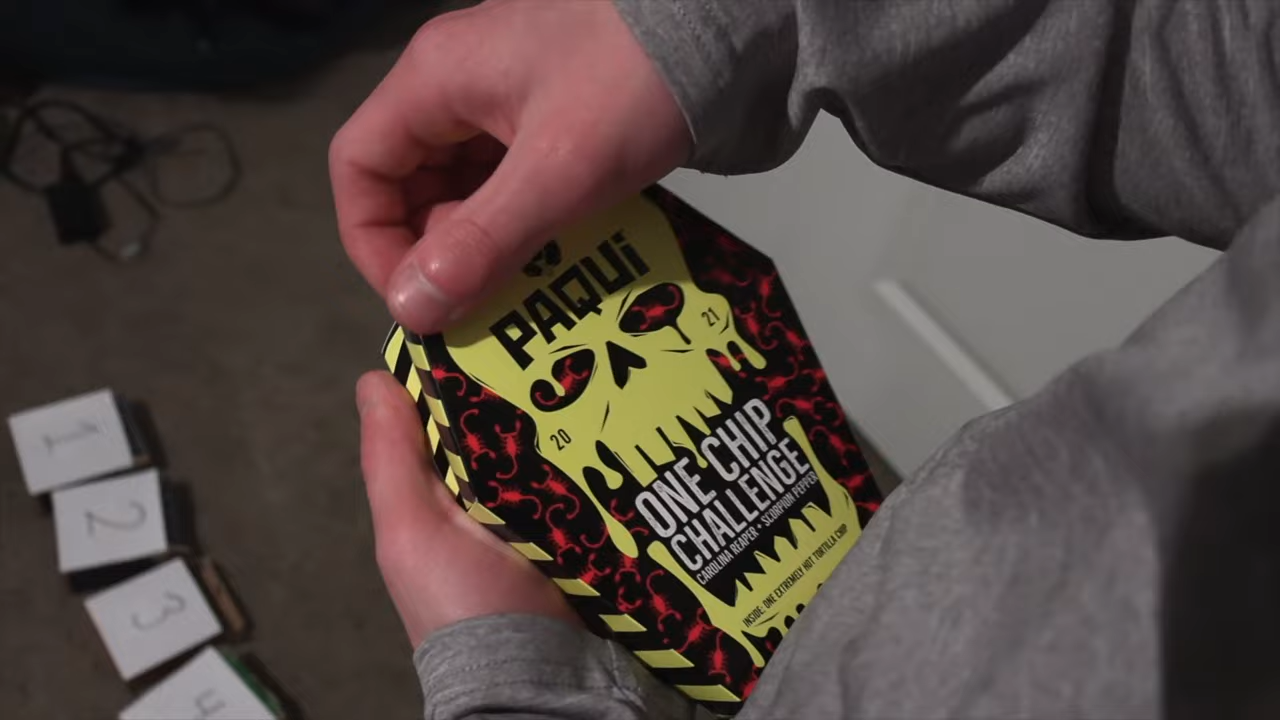 PAQUi
20 21
ONE CHIP
CHALLENGE
CAROLINA REAPER + SCORPION PEPPER
INSIDE: ONE EXTREMELY HOT TORTILLA CHIP
1
2
3
4